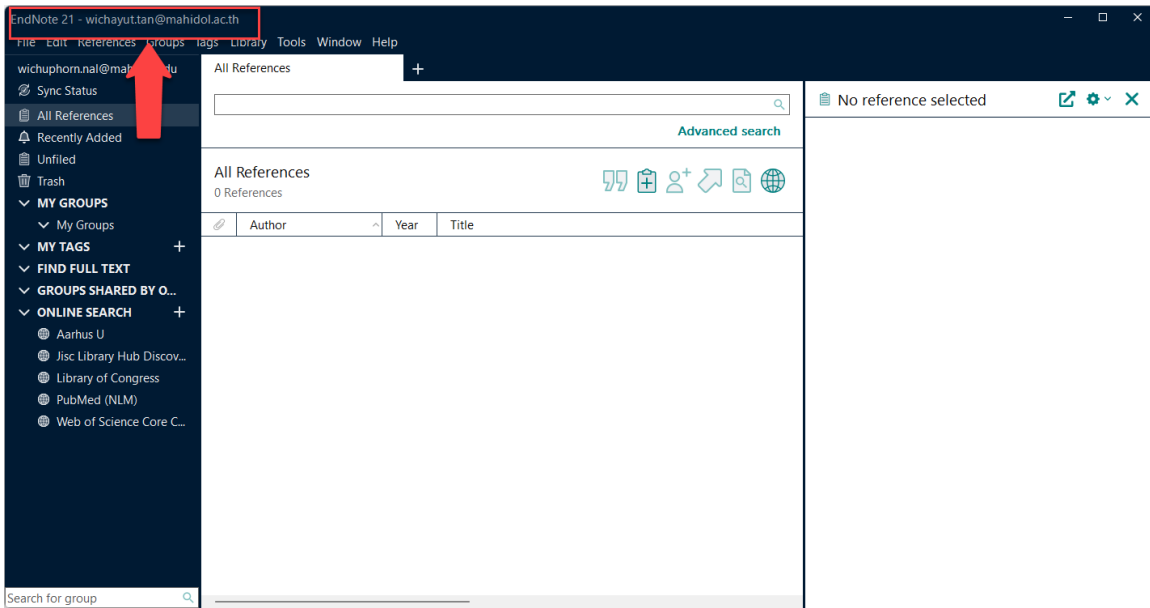 EndNote 21 - wichayut.tan@mahidol.ac.th
File Edit References Groups Tags Library Tools Window Help
wichuphorn.nal@mah du
Sync Status
All References
Recently Added
Unfiled
Trash
MY GROUPS
My Groups
MY TAGS +
FIND FULL TEXT
GROUPS SHARED BY O...
ONLINE SEARCH +
Aarhus U
Jisc Library Hub Discov...
Library of Congress
PubMed (NLM)
Web of Science Core C...
Search for group
All References +
Advanced search
All References
0 References
Author Year Title
No reference selected